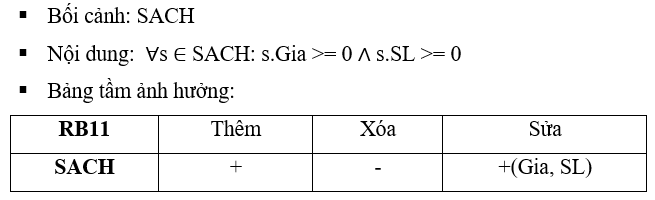 ▪ Bối cảnh: SACH
▪ Nội dung: ∀s ∈ SACH: s.Gia >= 0 ∧ s.SL >= 0
▪ Bảng tầm ảnh hưởng:
RB11 Thêm Xóa Sửa
SACH + - +(Gia, SL)